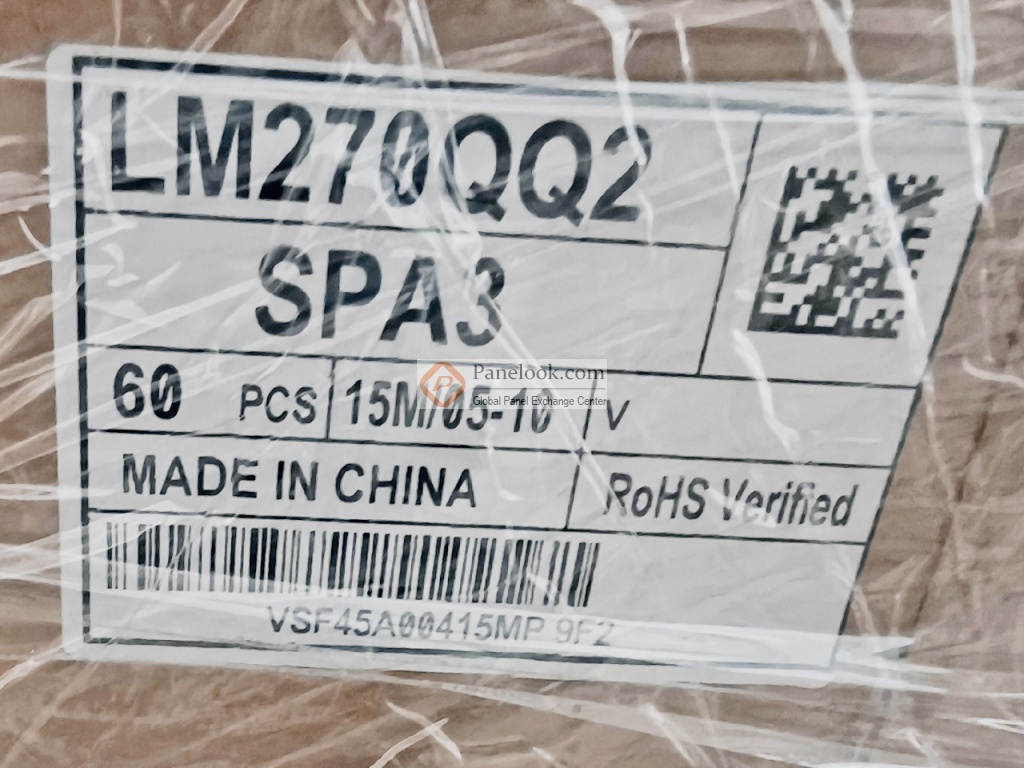 LM270QQ2
SPA3
60 PCS 15M/05-10 V
Panelook.com
Global Panel Exchange Center
MADE IN CHINA RoHS Verified
VSF45A00415MP 9F2